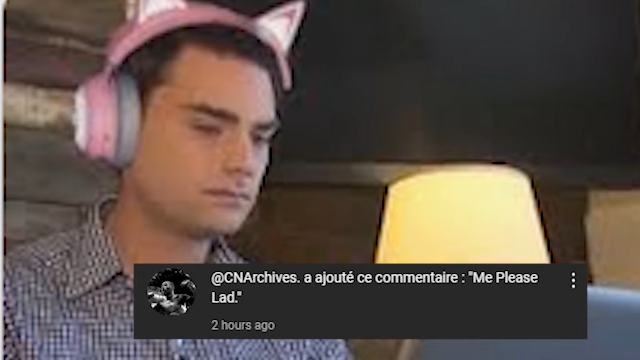 @CNArchives. a ajouté ce commentaire : "Me Please
Lad."
2 hours ago